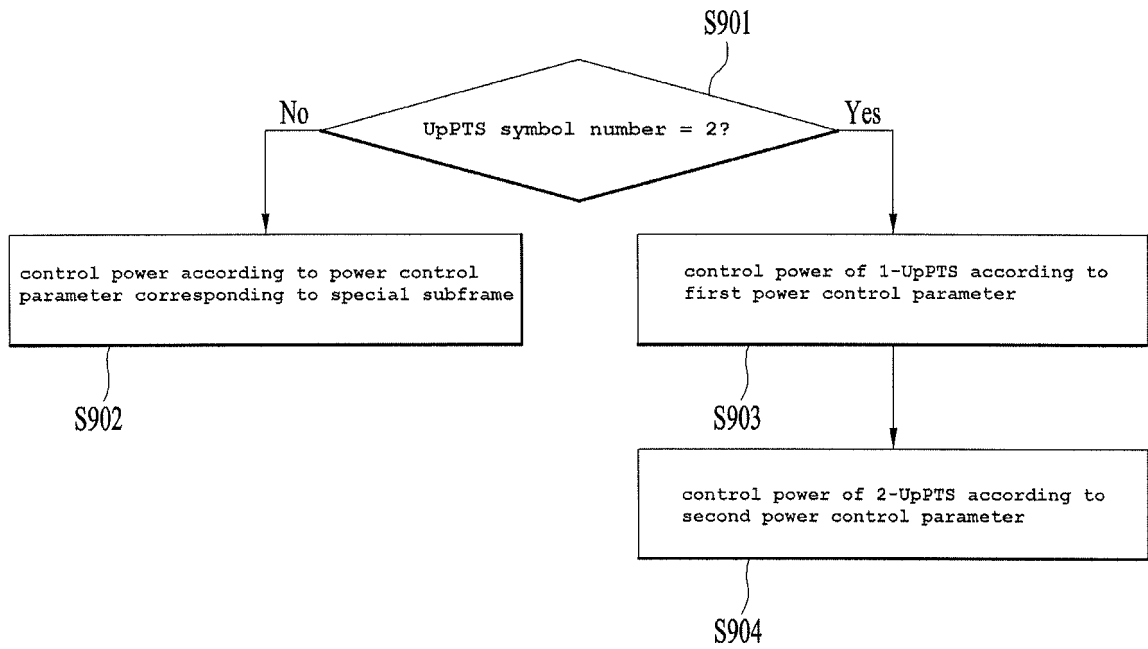 S901
No
Yes
UpPTS symbol number = 2?
control power according to power control
parameter corresponding to special subframe
control power of 1-UpPTS according to
first power control parameter
S902
S903
control power of 2-UpPTS according to
second power control parameter
S904